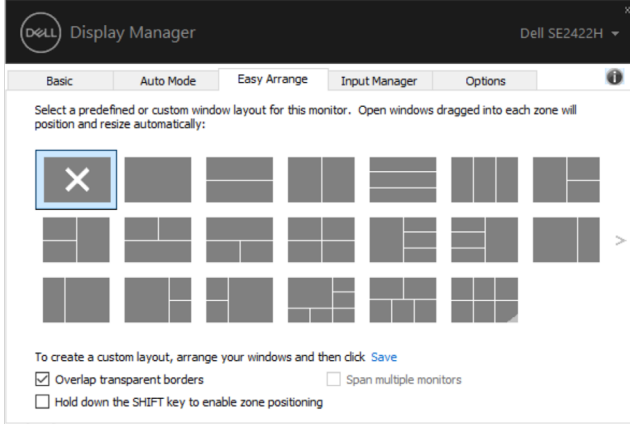 DELL Display Manager
Dell SE2422H
Basic
Auto Mode
Easy Arrange
Input Manager
Options
Select a predefined or custom window layout for this monitor. Open windows dragged into each zone will
position and resize automatically:
To create a custom layout, arrange your windows and then click Save
Overlap transparent borders
Span multiple monitors
Hold down the SHIFT key to enable zone positioning